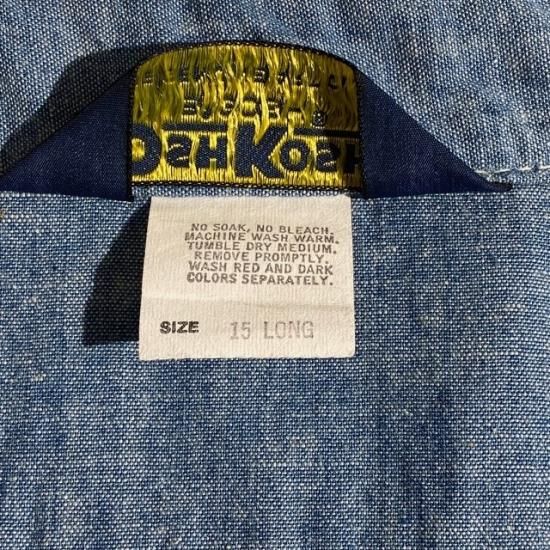 OSHKOSH
B'GOSH®
NO SOAK, NO BLEACH.
MACHINE WASH WARM.
TUMBLE DRY MEDIUM.
REMOVE PROMPTLY.
WASH RED AND DARK
COLORS SEPARATELY.
SIZE 15 LONG